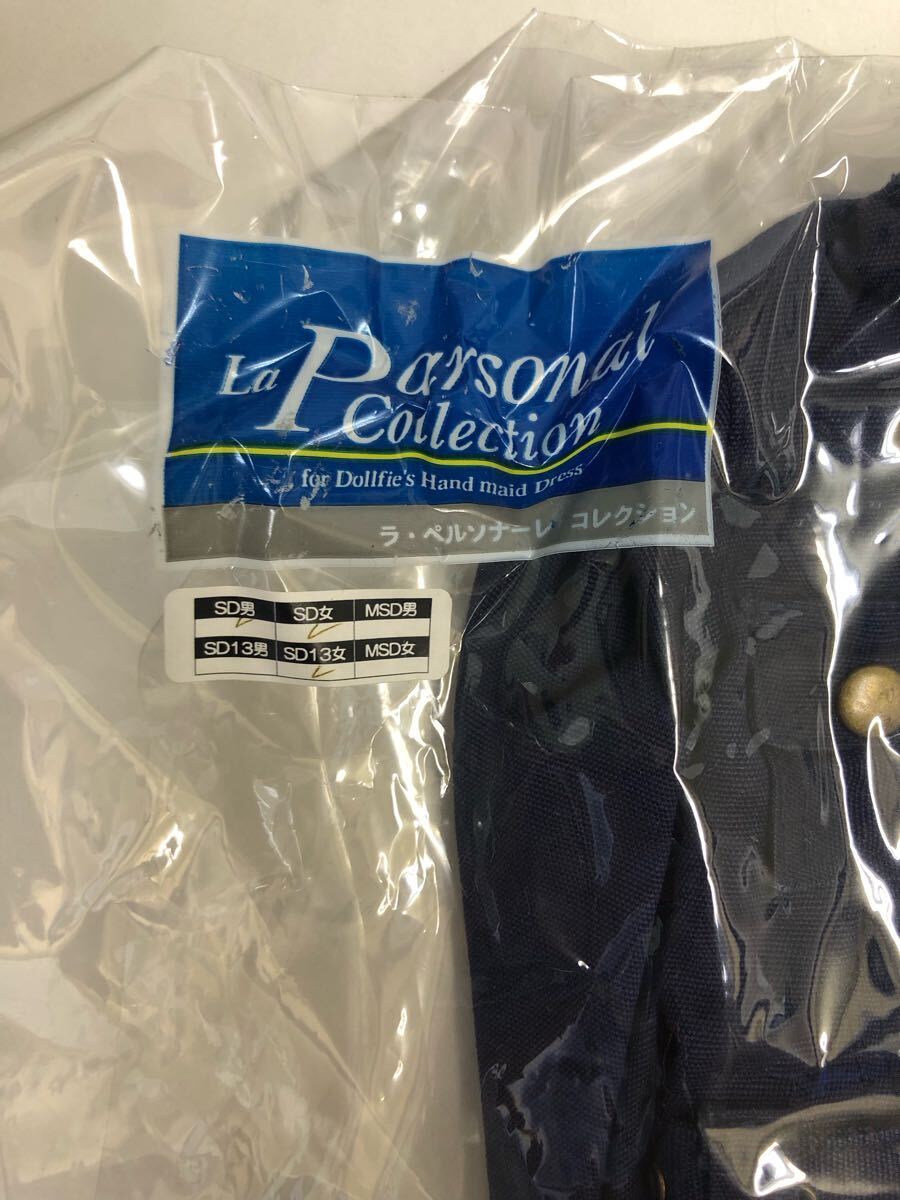 La Parsonal
Collection
for Dollfie's Hand maid Dress
ラ・ペルソナーレ コレクション
SD男 SD女 MSD男
SD13男 SD13女 MSD女